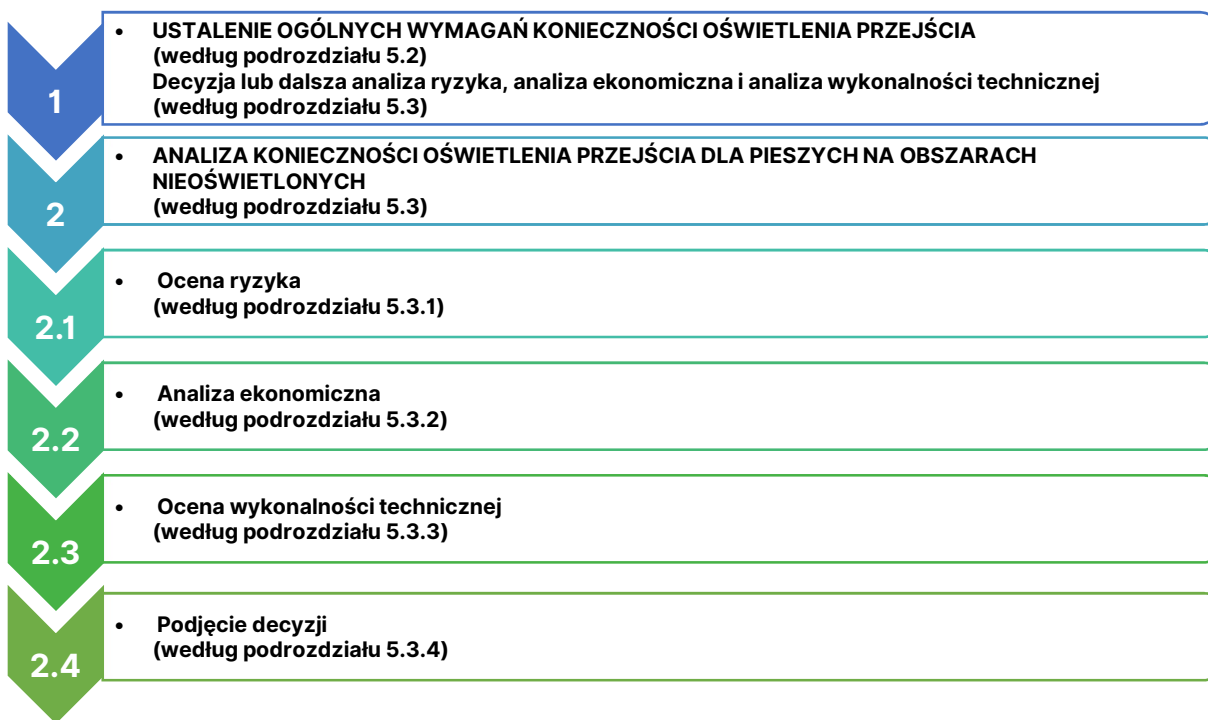 1
• USTALENIE OGÓLNYCH WYMAGAŃ KONIECZNOŚCI OŚWIETLENIA PRZEJŚCIA
(według podrozdziału 5.2)
Decyzja lub dalsza analiza ryzyka, analiza ekonomiczna i analiza wykonalności technicznej
(według podrozdziału 5.3)
2
• ANALIZA KONIECZNOŚCI OŚWIETLENIA PRZEJŚCIA DLA PIESZYCH NA OBSZARACH
NIEOŚWIETLONYCH
(według podrozdziału 5.3)
2.1
• Ocena ryzyka
(według podrozdziału 5.3.1)
2.2
• Analiza ekonomiczna
(według podrozdziału 5.3.2)
2.3
• Ocena wykonalności technicznej
(według podrozdziału 5.3.3)
2.4
• Podjęcie decyzji
(według podrozdziału 5.3.4)